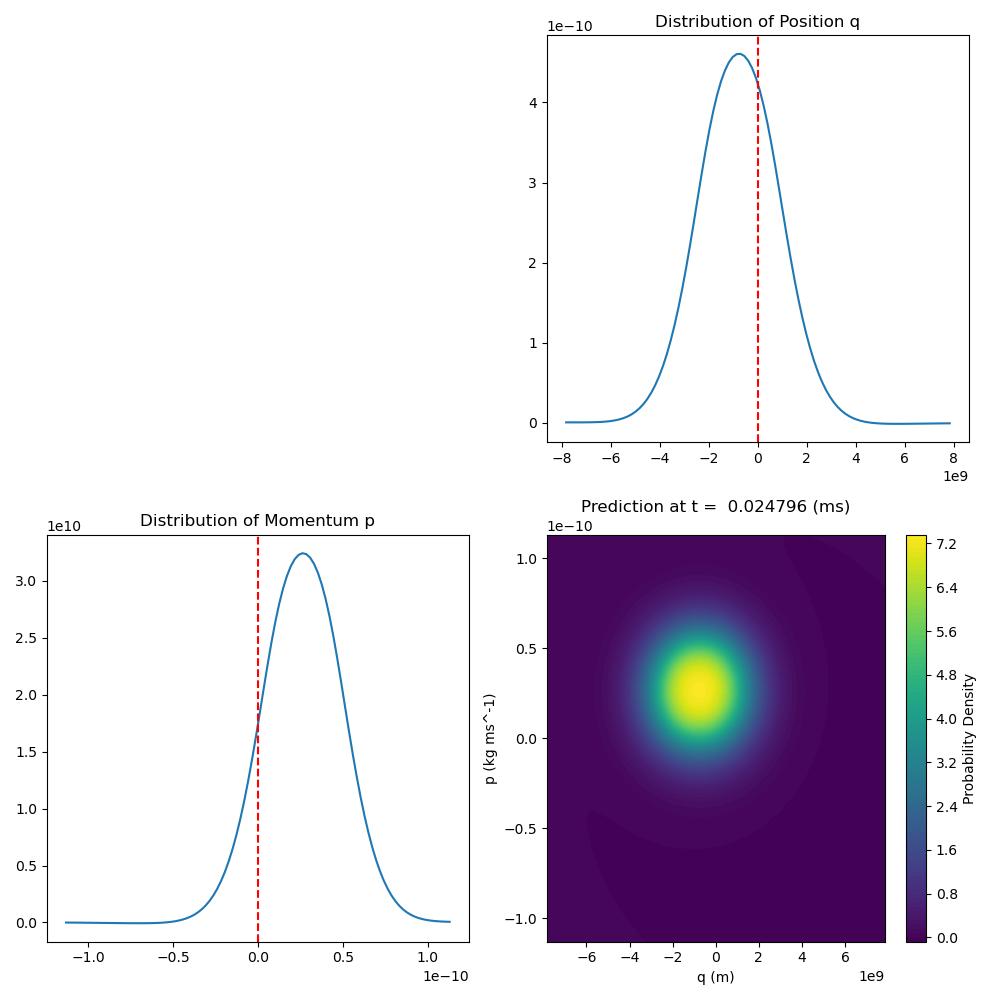 Distribution of Position q
1e−10
4
3
2
1
0
−8 −6 −4 −2 0 2 4 6 8
1e9
Distribution of Momentum p
1e10
3.0
2.5
2.0
1.5
1.0
0.5
0.0
−1.0 −0.5 0.0 0.5 1.0
1e−10
Prediction at t =  0.024796 (ms)
1e−10
1.0
0.5
0.0
−0.5
−1.0
p (kg ms^-1)
−6 −4 −2 0 2 4 6
q (m)
1e9
7.2
6.4
5.6
4.8
4.0
3.2
2.4
1.6
0.8
0.0
Probability Density